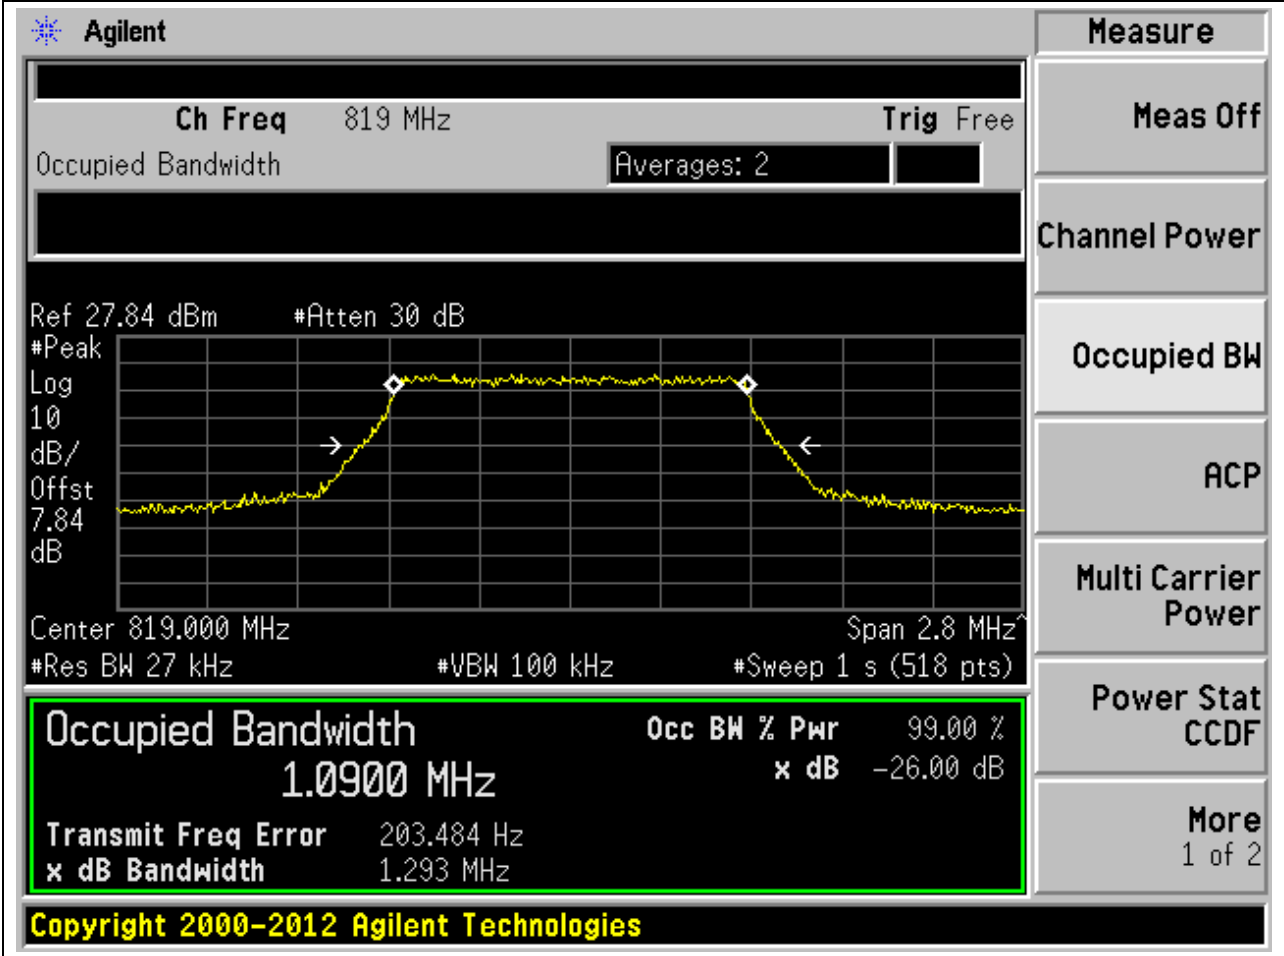 Agilent
Measure
Ch Freq 819 MHz Trig Free
Occupied Bandwidth Averages: 2
Meas Off
Channel Power
Occupied BW
ACP
Multi Carrier
Power
Power Stat
CCDF
More
1 of 2
Ref 27.84 dBm #Atten 30 dB
#Peak
Log
10
dB/
Offst
7.84
dB
Center 819.000 MHz Span 2.8 MHz^
#Res BW 27 kHz #VBW 100 kHz #Sweep 1 s (518 pts)
Occupied Bandwidth Occ BW % Pwr 99.00 %
1.0900 MHz x dB -26.00 dB
Transmit Freq Error 203.484 Hz
x dB Bandwidth 1.293 MHz
Copyright 2000-2012 Agilent Technologies